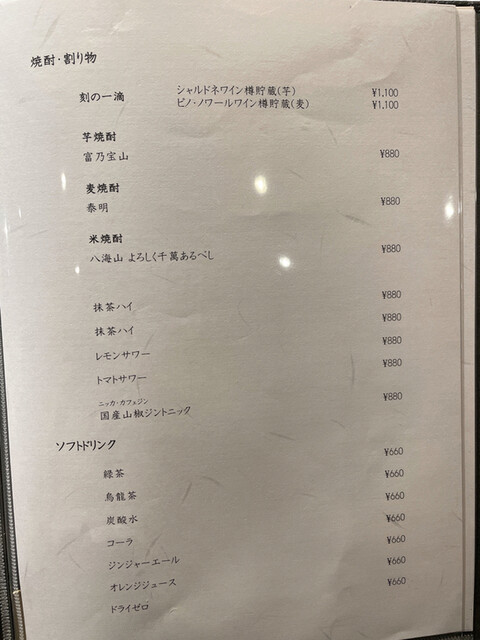 焼酎・割り物
刻の一滴 シャルドネワイン樽貯蔵(芋) ¥1,100
ピノ・ノワールワイン樽貯蔵(麦) ¥1,100
芋焼酎
富乃宝山 ¥880
麦焼酎
泰明 ¥880
米焼酎
八海山 よろしく千萬あるべし ¥880
抹茶ハイ ¥880
抹茶ハイ ¥880
レモンサワー ¥880
トマトサワー ¥880
ニッカ・カフェジン
国産山椒ジントニック ¥880
ソフトドリンク
緑茶 ¥660
烏龍茶 ¥660
炭酸水 ¥660
コーラ ¥660
ジンジャーエール ¥660
オレンジジュース ¥660
ドライゼロ ¥660